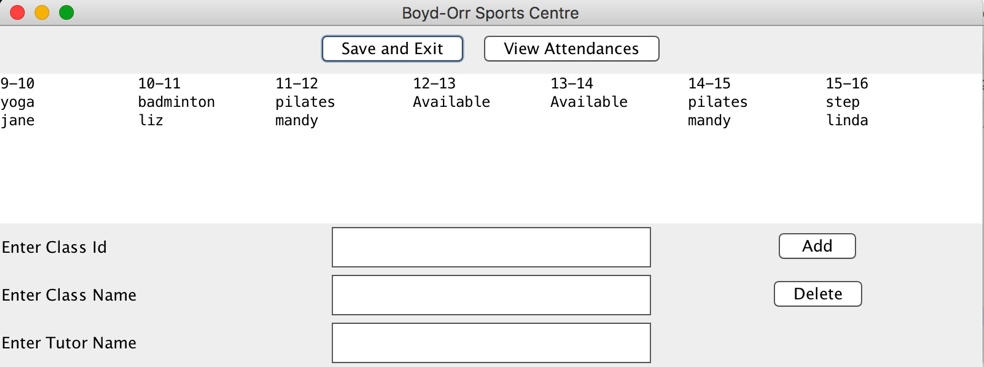 Boyd-Orr Sports Centre
Save and Exit View Attendances
9-10 10-11 11-12 12-13 13-14 14-15 15-16
yoga badminton pilates Available Available pilates step
jane liz mandy mandy linda
Enter Class Id Add
Enter Class Name Delete
Enter Tutor Name